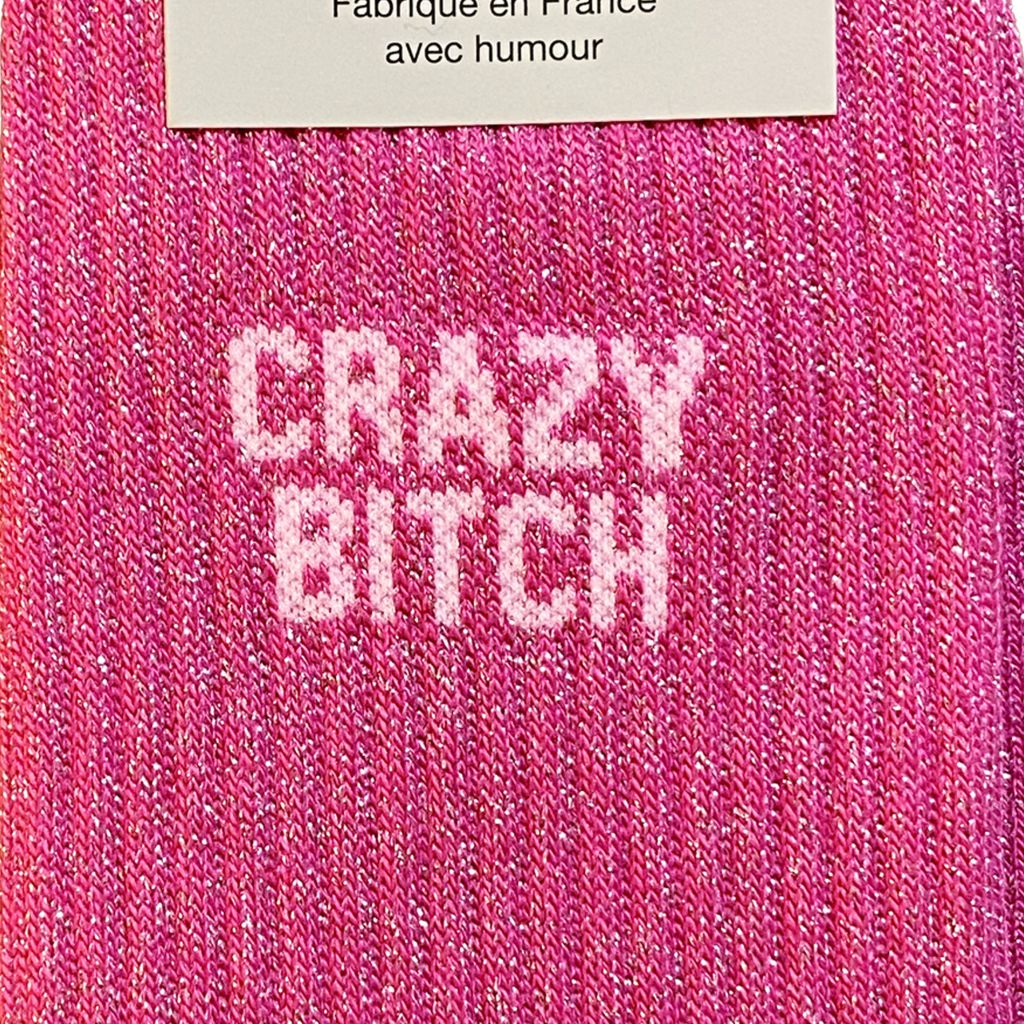 Fabriqué en France
avec humour
CRAZY
BITCH